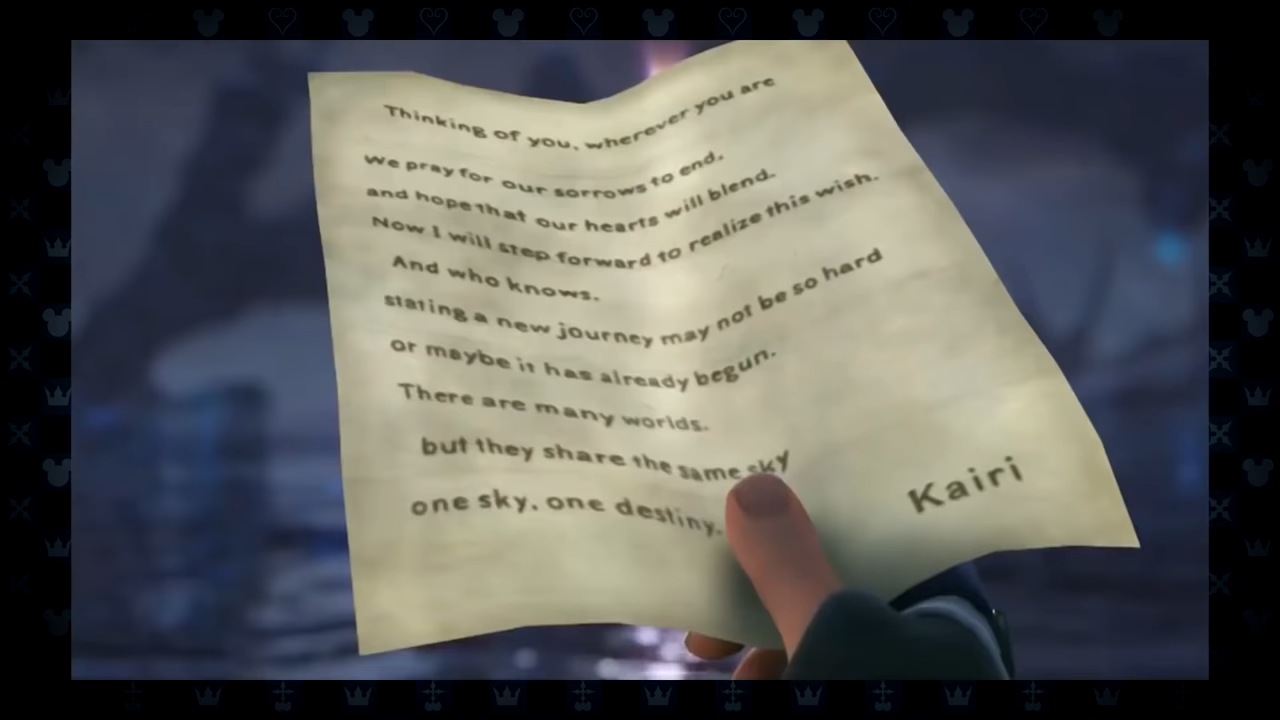 Thinking of you, wherever you are
We pray for our sorrows to end,
and hope that our hearts will blend.
Now I will step forward to realize this wish.
And who knows.
stating a new journey may not be so hard
or maybe it has already begun.
There are many worlds.
but they share the same sky
one sky, one destiny.
Kairi